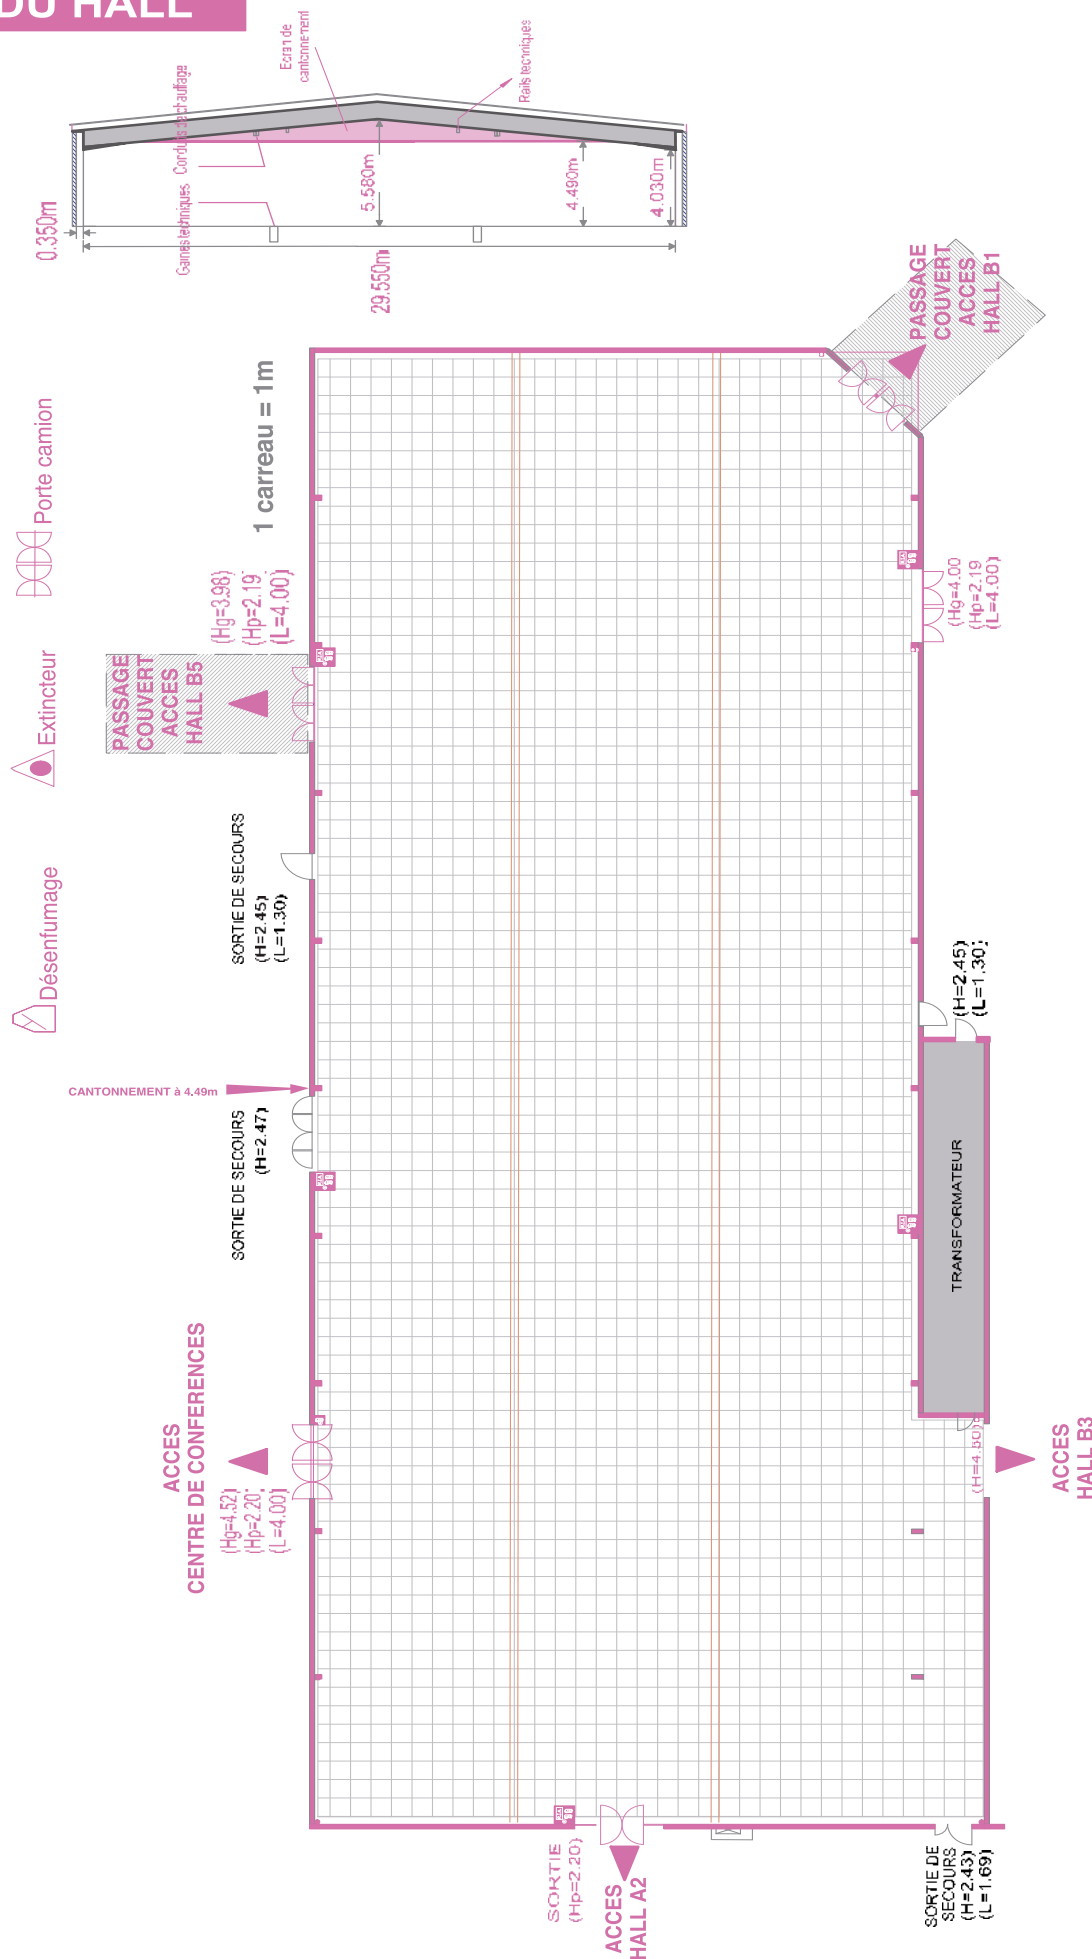 DU HALL
Ecran de
cantonnement
Rails techniques
Conduits de chauffage
Gaines techniques
0.350m
5.580m
4.490m
4.030m
29.550m
Porte camion
Extincteur
Désenfumage
1 carreau = 1m
PASSAGE
COUVERT
ACCES
HALL B1
(Hg=3.98)
(Hp=2.19)
(L=4.00)
PASSAGE
COUVERT
ACCES
HALL B5
(Hg=4.00
(Hp=2.19
(L=4.00)
SORTIE DE SECOURS
(H=2.45)
(L=1.30)
(H=2.45)
(L=1.30)
CANTONNEMENT à 4.49m
SORTIE DE SECOURS
(H=2.47)
TRANSFORMATEUR
ACCES
CENTRE DE CONFERENCES
(Hg=4.52)
(Hp=2.20)
(L=4.00)
(H=4.50)
ACCES
HALL B3
SORTIE
(Hp=2.20)
ACCES
HALL A2
SORTIE DE
SECOURS
(H=2.43)
(L=1.69)